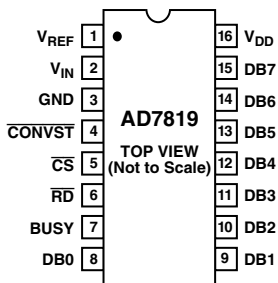 VREF 1 16 VDD
VIN 2 15 DB7
GND 3 14 DB6
CONVST 4 AD7819 13 DB5
CS 5 TOP VIEW 12 DB4
(Not to Scale)
RD 6 11 DB3
BUSY 7 10 DB2
DB0 8 9 DB1